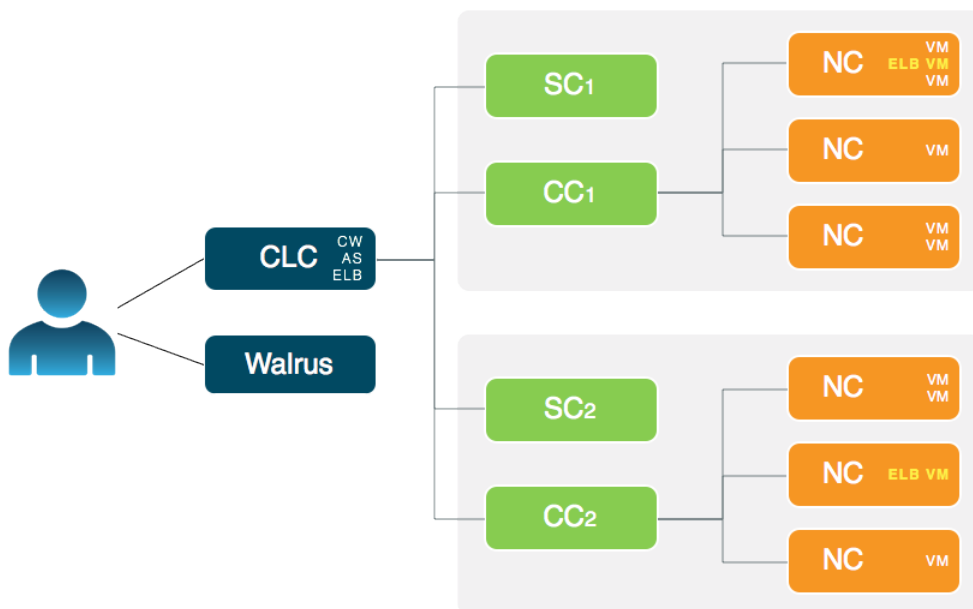 CLC
CW
AS
ELB
Walrus
SC1
CC1
NC
VM
ELB VM
VM
NC
VM
NC
VM
VM
SC2
CC2
NC
VM
VM
NC
ELB VM
NC
VM